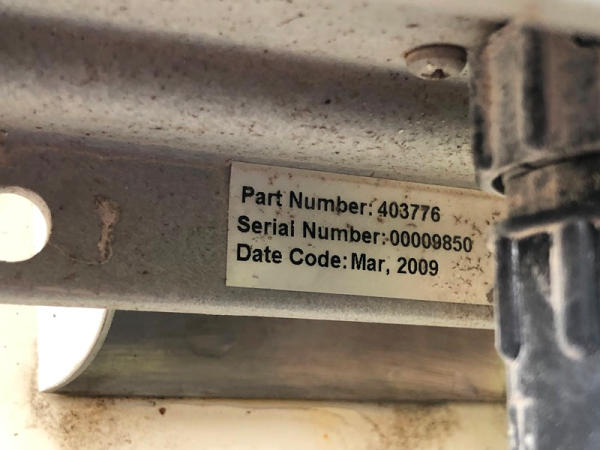 Part Number: 403776
Serial Number: 00009850
Date Code: Mar, 2009